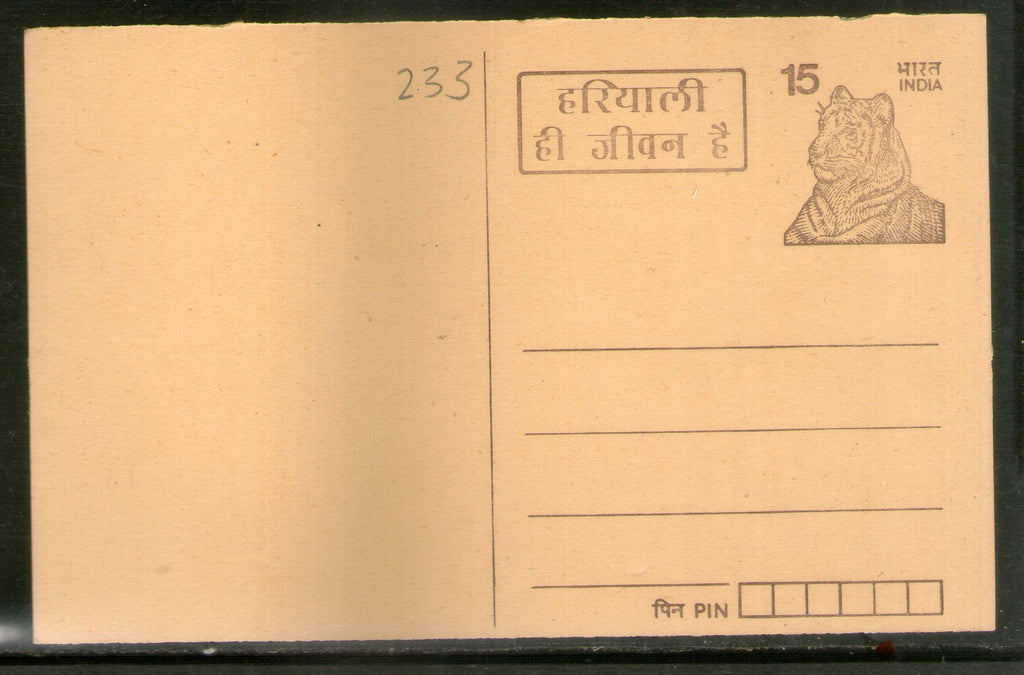 233
हरियाली
ही जीवन है
15
भारत
INDIA
पिन PIN